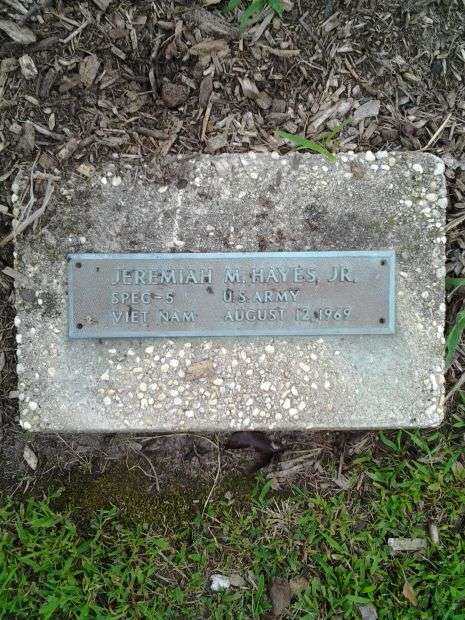 JEREMIAH M. HAYES, JR.
SPEC-5 U.S. ARMY
VIET NAM AUGUST 12, 1969